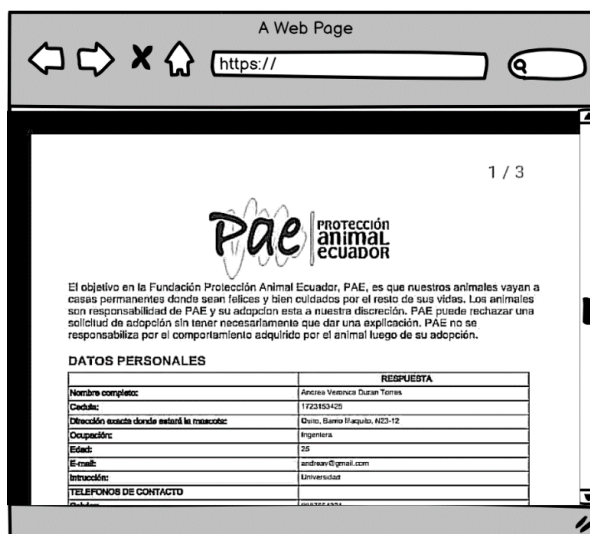 A Web Page
https://
1 / 3
Pae PROTECCIÓN
animal
ecuador
El objetivo en la Fundación Protección Animal Ecuador, PAE, es que nuestros animales vayan a
casas permanentes donde sean felices y bien cuidados por el resto de sus vidas. Los animales
son responsabilidad de PAE y su adopcion esta a nuestra discreción. PAE puede rechazar una
solicitud de adopción sin tener necesariamente que dar una explicación. PAE no se
responsabiliza por el comportamiento adquirido por el animal luego de su adopción.
DATOS PERSONALES
RESPUESTA
Nombre completo: Andrea Veronica Duran Torres
Cedula: 1723153425
Dirección exacta donde estará la mascota: Quito, Barrio Iñaquito, N23-12
Ocupación: Ingeniera
Edad: 25
E-mail: andreav@gmail.com
Intrucción: Universidad
TELEFONOS DE CONTACTO